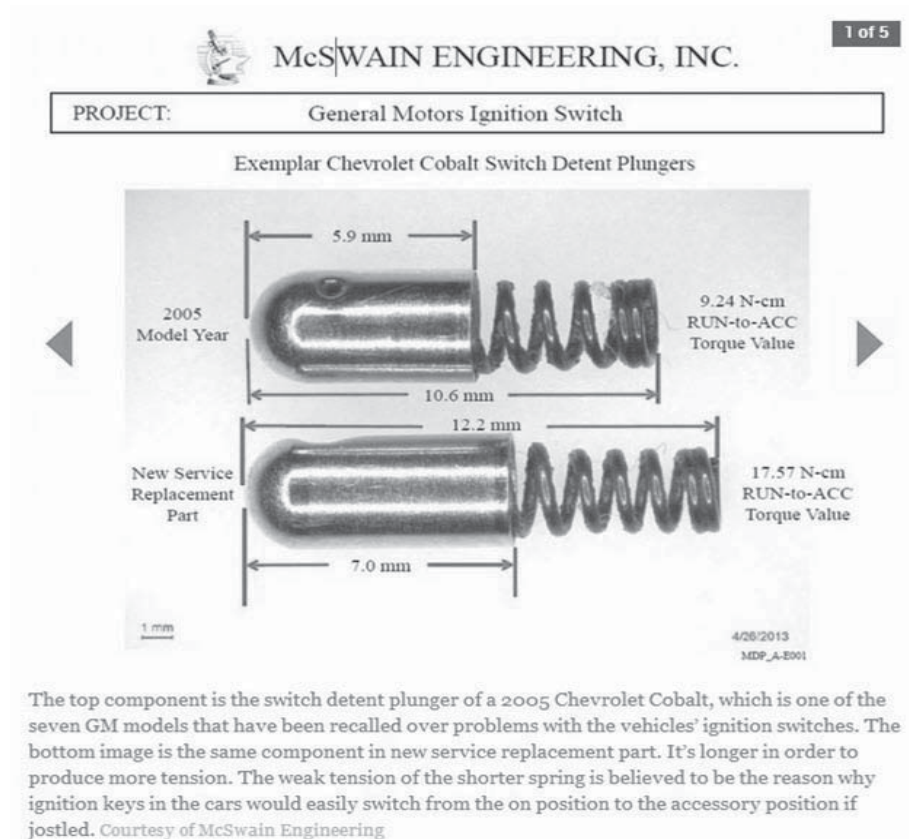 1 of 5
McSWAIN ENGINEERING, INC.
PROJECT: General Motors Ignition Switch
Exemplar Chevrolet Cobalt Switch Detent Plungers
5.9 mm
2005
Model Year
9.24 N-cm
RUN-to-ACC
Torque Value
10.6 mm
12.2 mm
New Service
Replacement
Part
17.57 N-cm
RUN-to-ACC
Torque Value
7.0 mm
1 mm
4/26/2013
MDP_A-E001
The top component is the switch detent plunger of a 2005 Chevrolet Cobalt, which is one of the
seven GM models that have been recalled over problems with the vehicles' ignition switches. The
bottom image is the same component in new service replacement part. It's longer in order to
produce more tension. The weak tension of the shorter spring is believed to be the reason why
ignition keys in the cars would easily switch from the on position to the accessory position if
jostled. Courtesy of McSwain Engineering